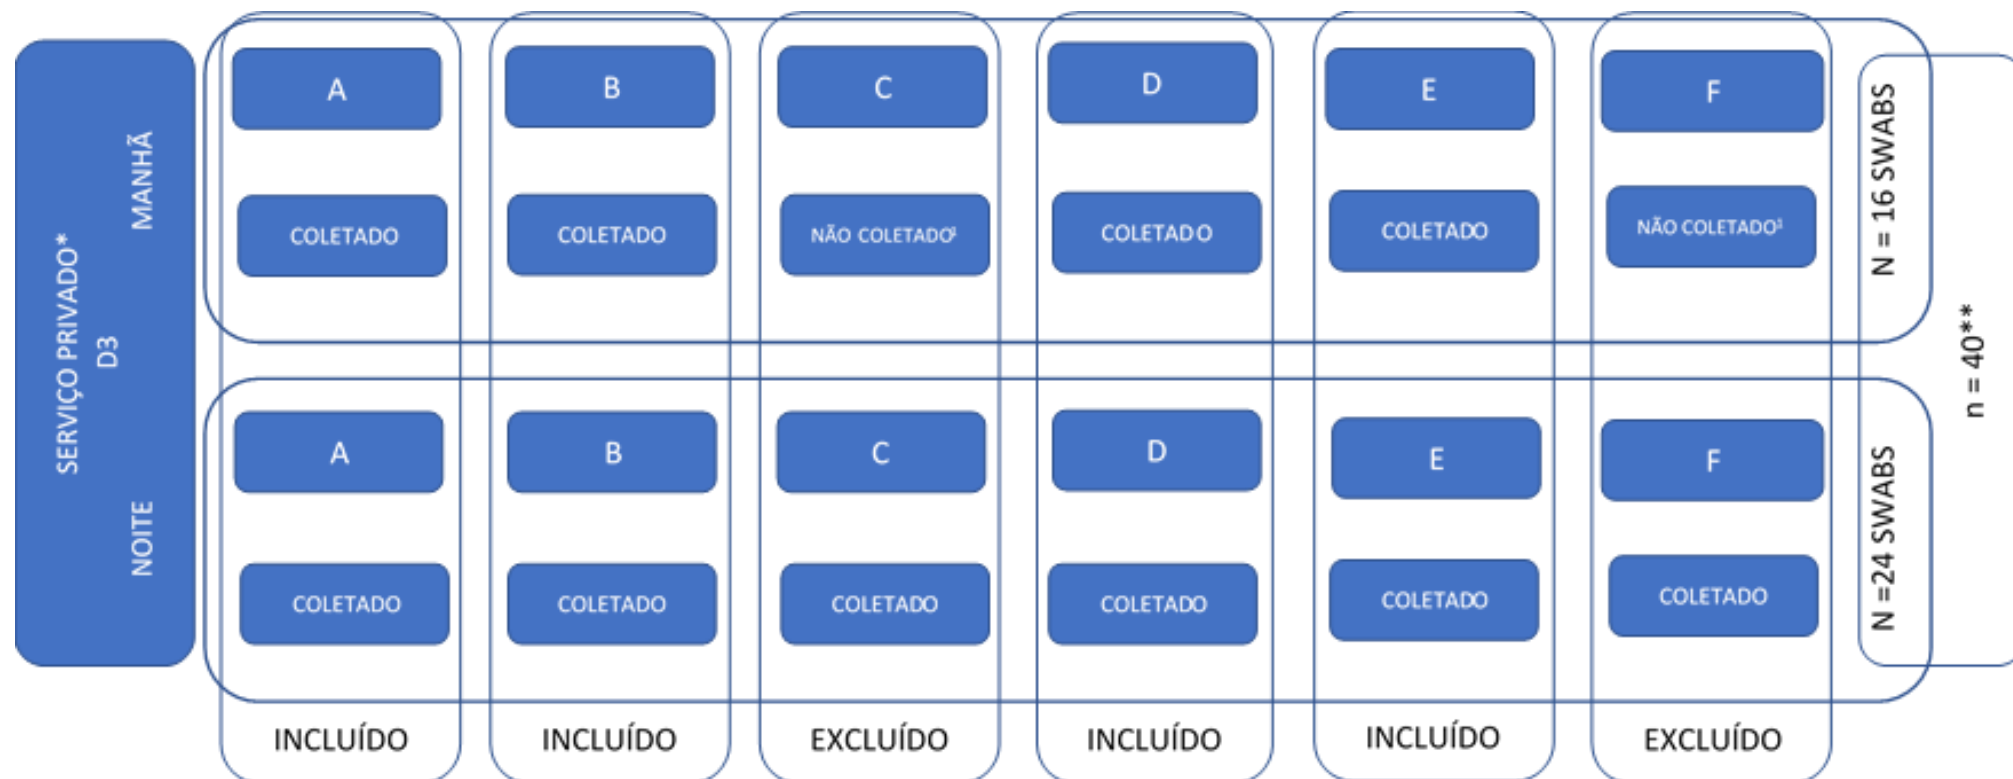 SERVIÇO PRIVADO*
D3
MANHÃ
NOITE
A
B
C
D
E
F
COLETADO
COLETADO
NÃO COLETADO²
COLETADO
COLETADO
NÃO COLETADO¹
N = 16 SWABS
A
B
C
D
E
F
COLETADO
COLETADO
COLETADO
COLETADO
COLETADO
COLETADO
N =24 SWABS
n = 40**
INCLUÍDO
INCLUÍDO
EXCLUÍDO
INCLUÍDO
INCLUÍDO
EXCLUÍDO